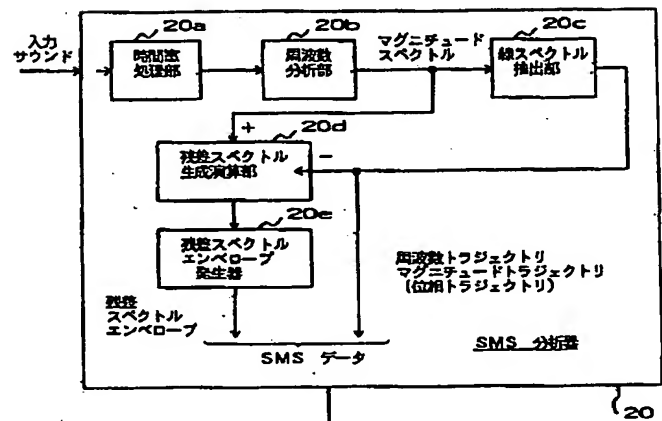 20a
20b
20c
入力
サウンド
時間窓
処理部
周波数
分析部
マグニチュード
スペクトル
線スペクトル
抽出部
+
20d
-
残差スペクトル
生成演算部
20e
残差スペクトル
エンベロープ
発生器
周波数トラジェクトリ
マグニチュードトラジェクトリ
(位相トラジェクトリ)
残差
スペクトル
エンベロープ
SMS データ
SMS 分析器
20